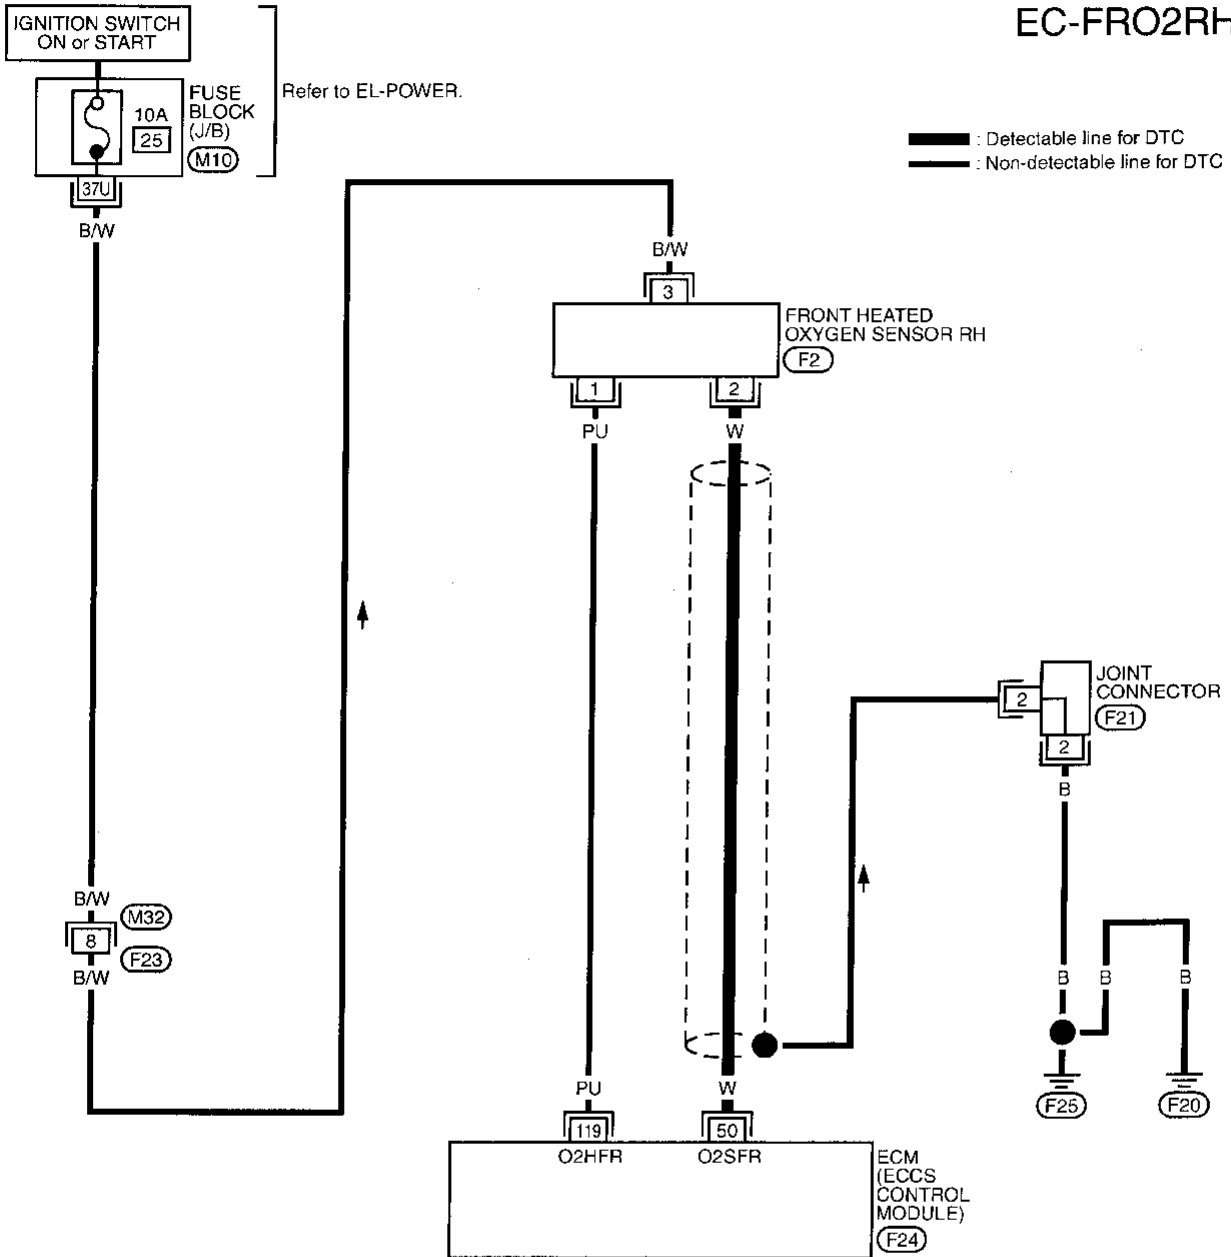 EC-FRO2RH
IGNITION SWITCH
ON or START
FUSE
BLOCK
(J/B)
M10
10A
25
Refer to EL-POWER.
: Detectable line for DTC
: Non-detectable line for DTC
37U
B/W
B/W
3
FRONT HEATED
OXYGEN SENSOR RH
F2
1
2
PU
W
JOINT
CONNECTOR
F21
2
2
B
B/W
M32
8
F23
B/W
B
B
B
F25
F20
PU
W
119
50
O2HFR
O2SFR
ECM
(ECCS
CONTROL
MODULE)
F24